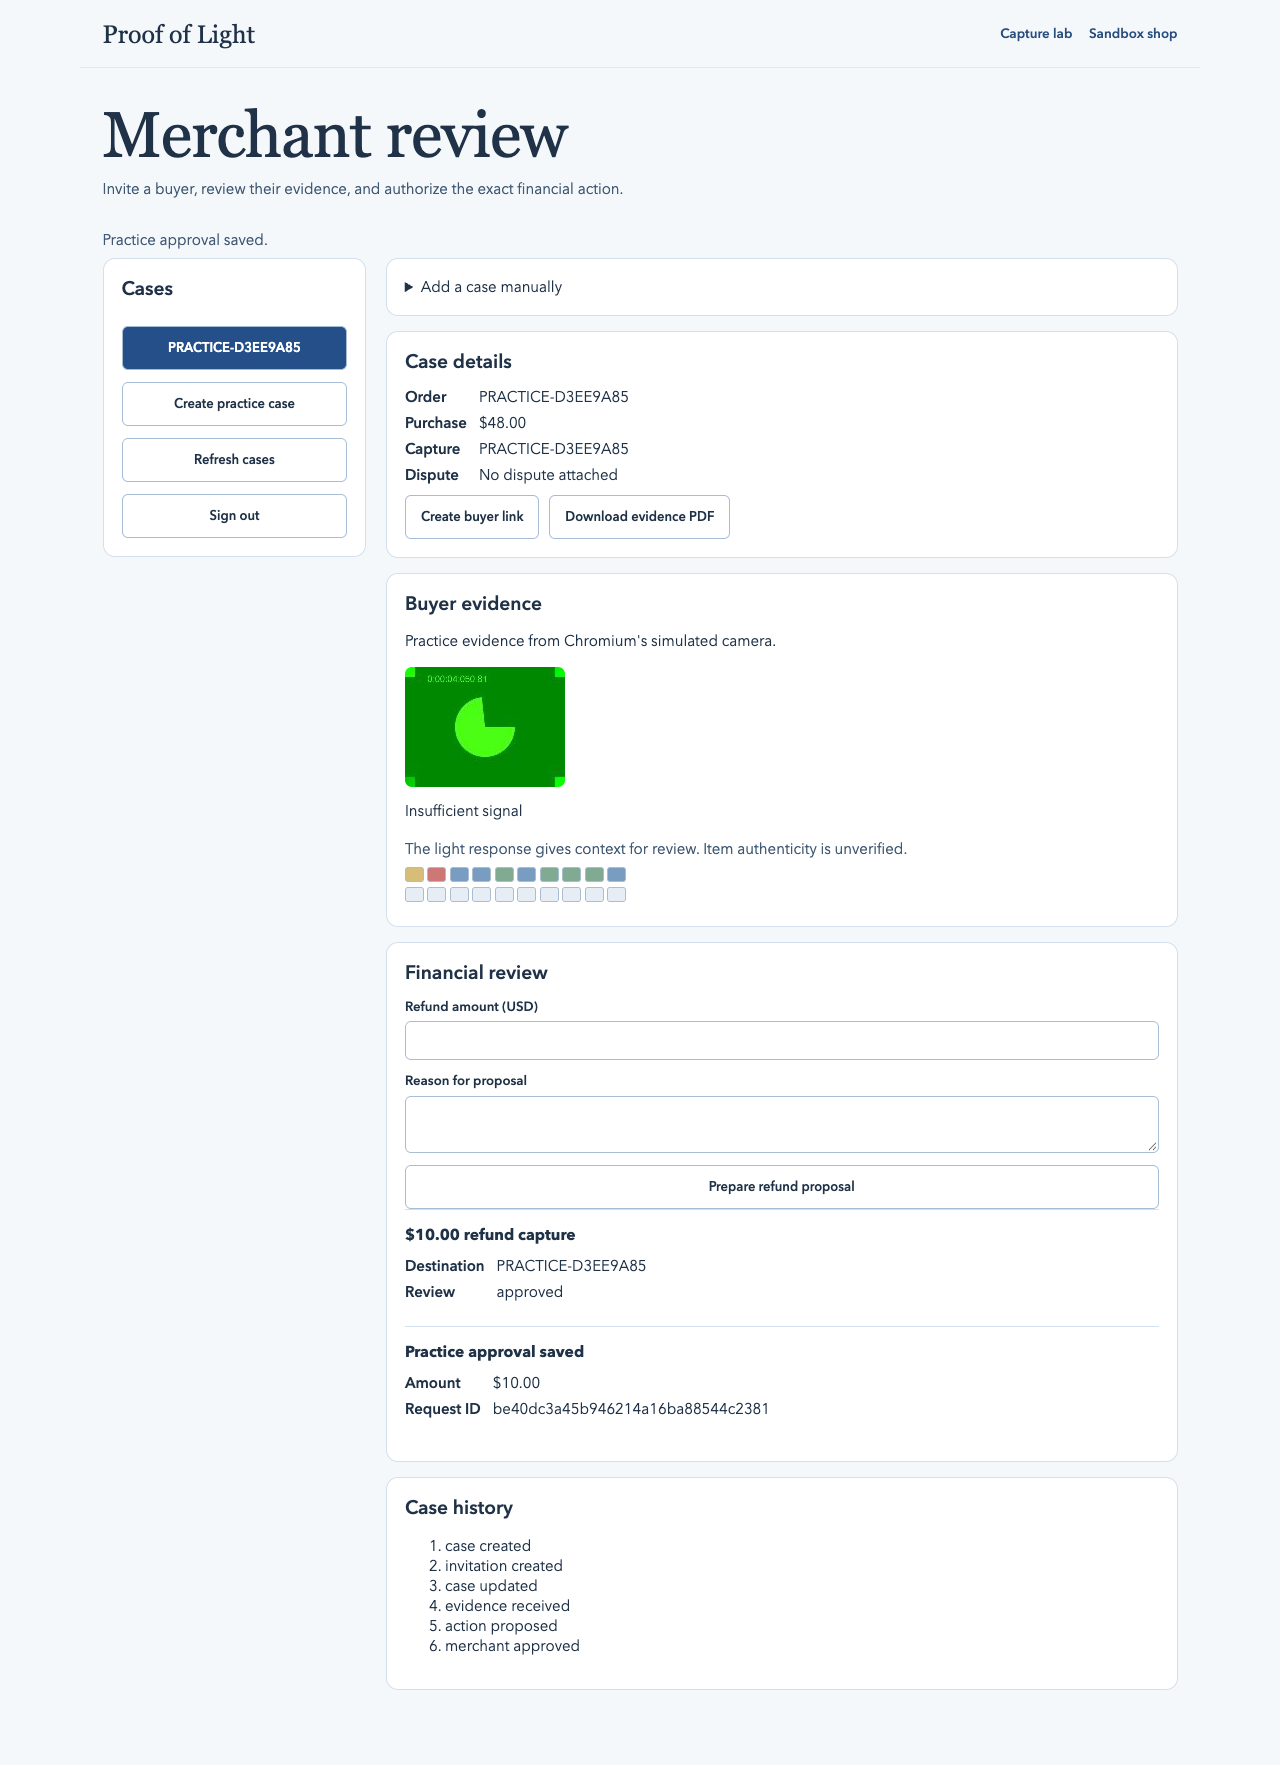 Proof of Light
Capture lab Sandbox shop
Merchant review
Invite a buyer, review their evidence, and authorize the exact financial action.
Practice approval saved.
Cases
PRACTICE-D3EE9A85
Create practice case
Refresh cases
Sign out
Add a case manually
Case details
Order PRACTICE-D3EE9A85
Purchase $48.00
Capture PRACTICE-D3EE9A85
Dispute No dispute attached
Create buyer link Download evidence PDF
Buyer evidence
Practice evidence from Chromium's simulated camera.
0:00:04:050 81
Insufficient signal
The light response gives context for review. Item authenticity is unverified.
Financial review
Refund amount (USD)
Reason for proposal
Prepare refund proposal
$10.00 refund capture
Destination PRACTICE-D3EE9A85
Review approved
Practice approval saved
Amount $10.00
Request ID be40dc3a45b946214a16ba88544c2381
Case history
1. case created
2. invitation created
3. case updated
4. evidence received
5. action proposed
6. merchant approved